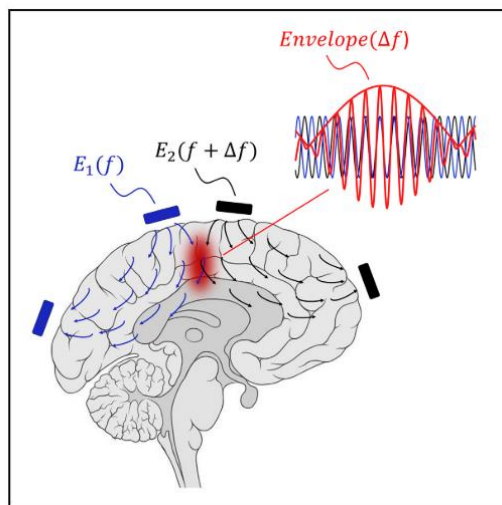 Envelope(Δf)
E₂(f + Δf)
E₁(f)